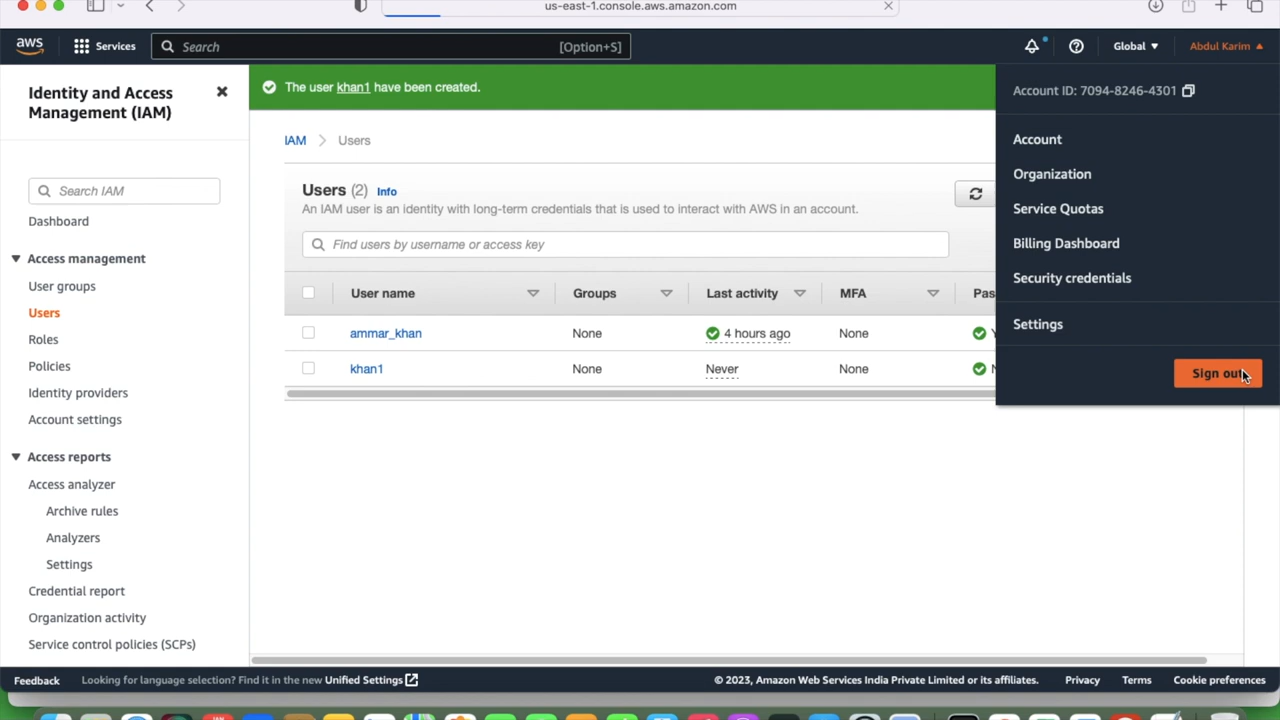 us-east-1.console.aws.amazon.com
aws
Services
Search
[Option+S]
Global
Abdul Karim
Identity and Access
Management (IAM)
The user khan1 have been created.
Account ID: 7094-8246-4301
IAM
Users
Account
Organization
Service Quotas
Billing Dashboard
Security credentials
Settings
Sign out
Search IAM
Dashboard
Access management
User groups
Users
Roles
Policies
Identity providers
Account settings
Access reports
Access analyzer
Archive rules
Analyzers
Settings
Credential report
Organization activity
Service control policies (SCPs)
Users (2) Info
An IAM user is an identity with long-term credentials that is used to interact with AWS in an account.
Find users by username or access key
User name Groups Last activity MFA
ammar_khan None 4 hours ago None
khan1 None Never None
Feedback Looking for language selection? Find it in the new Unified Settings © 2023, Amazon Web Services India Private Limited or its affiliates. Privacy Terms Cookie preferences